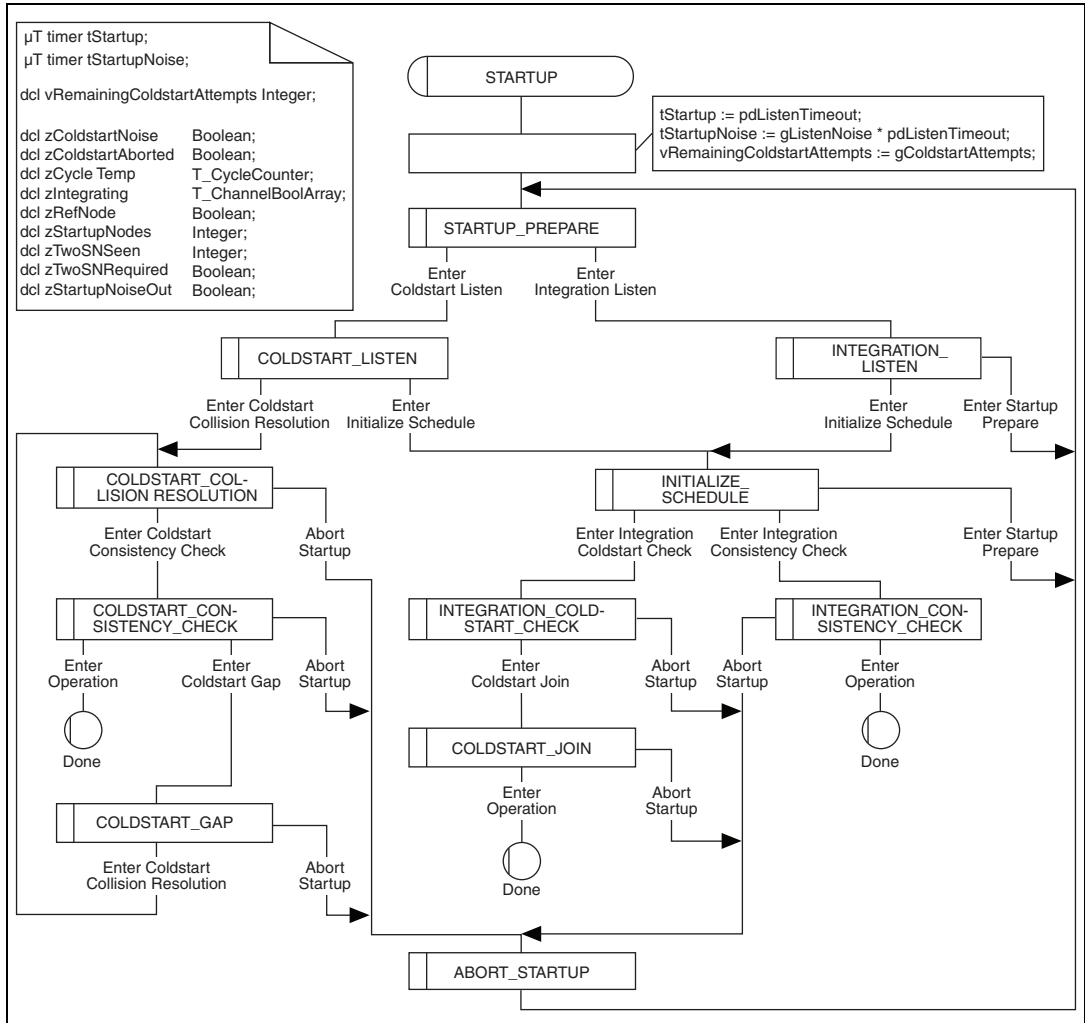 µT timer tStartup;
µT timer tStartupNoise;
dcl vRemainingColdstartAttempts Integer;
dcl zColdstartNoise Boolean;
dcl zColdstartAborted Boolean;
dcl zCycle Temp T_CycleCounter;
dcl zIntegrating T_ChannelBoolArray;
dcl zRefNode Boolean;
dcl zStartupNodes Integer;
dcl zTwoSNSeen Integer;
dcl zTwoSNRequired Boolean;
dcl zStartupNoiseOut Boolean;
STARTUP
tStartup := pdListenTimeout;
tStartupNoise := gListenNoise * pdListenTimeout;
vRemainingColdstartAttempts := gColdstartAttempts;
STARTUP_PREPARE
Enter
Coldstart Listen
Enter
Integration Listen
COLDSTART_LISTEN
INTEGRATION_
LISTEN
Enter Coldstart
Collision Resolution
Enter
Initialize Schedule
Enter
Initialize Schedule
Enter Startup
Prepare
COLDSTART_COL-
LISION RESOLUTION
INITIALIZE_
SCHEDULE
Enter Coldstart
Consistency Check
Abort
Startup
Enter Integration
Coldstart Check
Enter Integration
Consistency Check
Enter Startup
Prepare
COLDSTART_CON-
SISTENCY_CHECK
INTEGRATION_COLD-
START_CHECK
INTEGRATION_CON-
SISTENCY_CHECK
Enter
Operation
Enter
Coldstart Gap
Abort
Startup
Enter
Coldstart Join
Abort
Startup
Abort
Startup
Enter
Operation
Done
COLDSTART_JOIN
Done
Enter
Operation
Abort
Startup
COLDSTART_GAP
Enter Coldstart
Collision Resolution
Abort
Startup
Done
ABORT_STARTUP